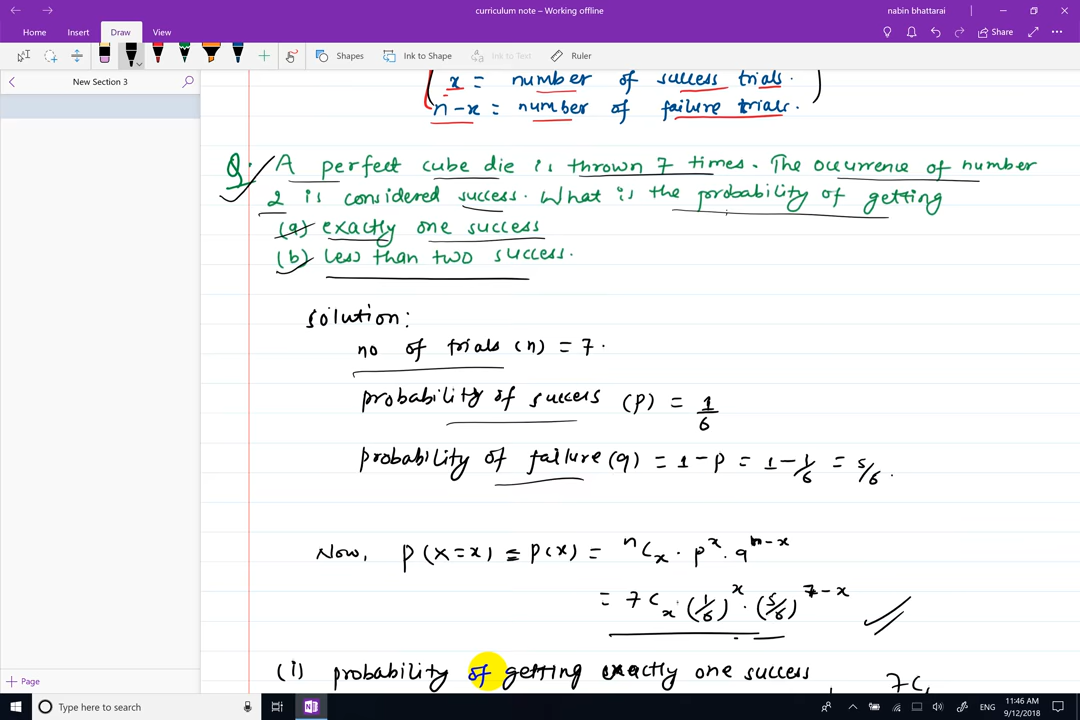 curriculum note – Working offline
nabin bhattarai
Home Insert Draw View
Share
Shapes Ink to Shape Ink to Text Ruler
New Section 3
x = number of success trials.
n-x = number of failure trials.
Q. A perfect cube die is thrown 7 times. The occurrence of number
2 is considered success. What is the probability of getting
(a) exactly one success
(b) less than two success.
solution:
no of trials (n) = 7.
probability of success (p) = 1/6
probability of failure (q) = 1 - p = 1 - 1/6 = 5/6.
Now, p(X=x) = p(x) = ⁿCₓ · pˣ · qⁿ⁻ˣ
= 7Cₓ · (1/6)ˣ · (5/6)⁷⁻ˣ
(i) probability of getting exactly one success
7C₁
Page
Type here to search
ENG
11:46 AM
9/12/2018